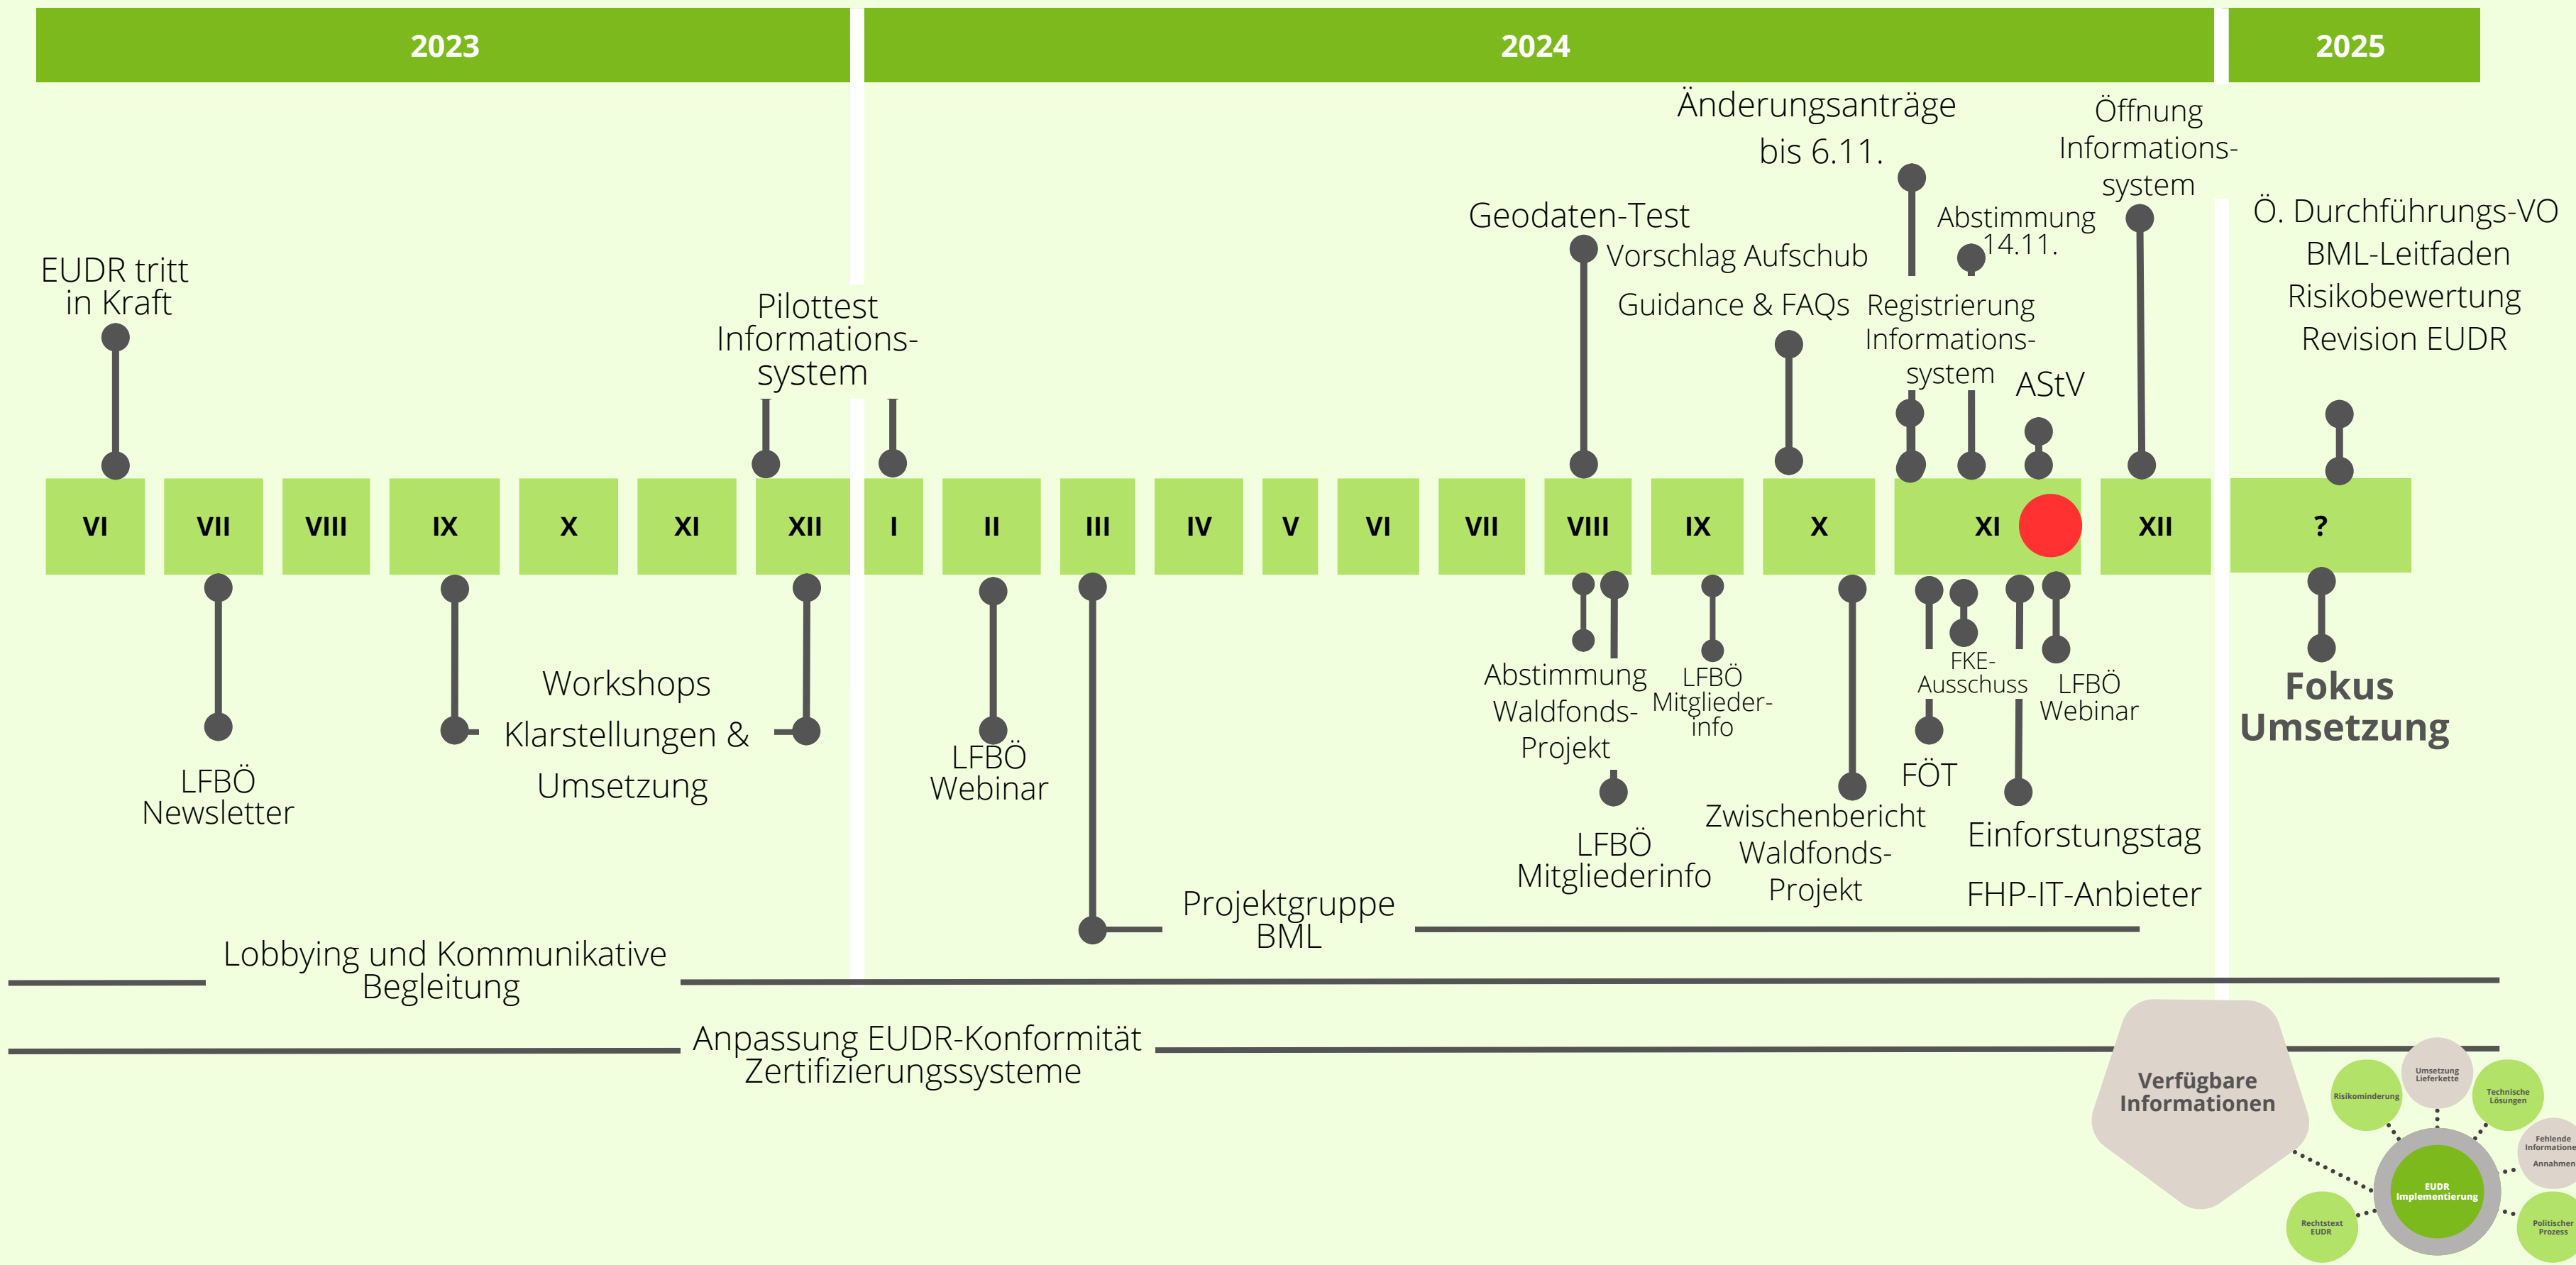 2023
2024
2025
EUDR tritt
in Kraft
Pilottest
Informations-
system
Geodaten-Test
Vorschlag Aufschub
Guidance & FAQs
Änderungsanträge
bis 6.11.
Abstimmung
14.11.
Registrierung
Informations-
system
AStV
Öffnung
Informations-
system
Ö. Durchführungs-VO
BML-Leitfaden
Risikobewertung
Revision EUDR
VI
VII
VIII
IX
X
XI
XII
I
II
III
IV
V
VI
VII
VIII
IX
X
XI
XII
?
LFBÖ
Newsletter
Workshops
Klarstellungen &
Umsetzung
LFBÖ
Webinar
Projektgruppe
BML
Abstimmung
Waldfonds-
Projekt
LFBÖ
Mitgliederinfo
LFBÖ
Mitglieder-
info
Zwischenbericht
Waldfonds-
Projekt
FKE-
Ausschuss
FÖT
LFBÖ
Webinar
Einforstungstag
FHP-IT-Anbieter
Fokus
Umsetzung
Lobbying und Kommunikative
Begleitung
Anpassung EUDR-Konformität
Zertifizierungssysteme
Verfügbare
Informationen
Risikominderung
Umsetzung
Lieferkette
Technische
Lösungen
Fehlende
Informatione
Annahmen
EUDR
Implementierung
Rechtstext
EUDR
Politischer
Prozess